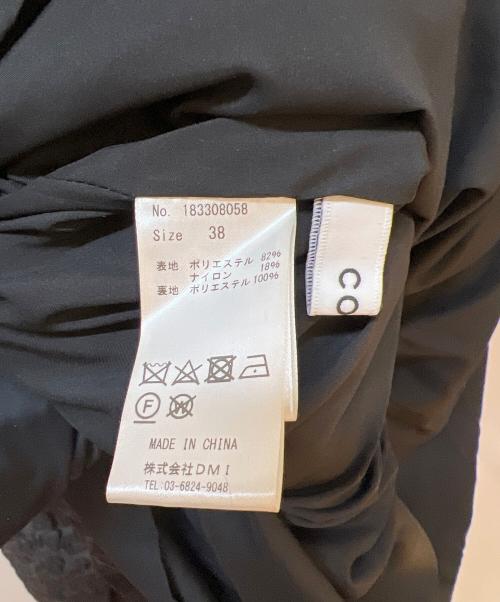 No. 183308058
Size 38
表地 ポリエステル 82%
ナイロン 18%
裏地 ポリエステル 100%
F
W
MADE IN CHINA
株式会社DMI
TEL:03-6824-9048
CO